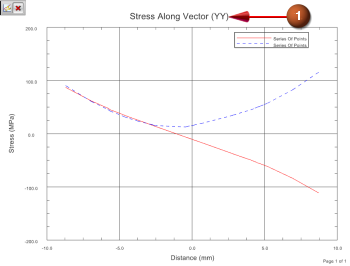 Stress Along Vector (YY)
1
Series Of Points
Series Of Points
200.0
100.0
0.0
-100.0
-200.0
Stress (MPa)
-10.0 -5.0 0.0 5.0 10.0
Distance (mm)
Page 1 of 1